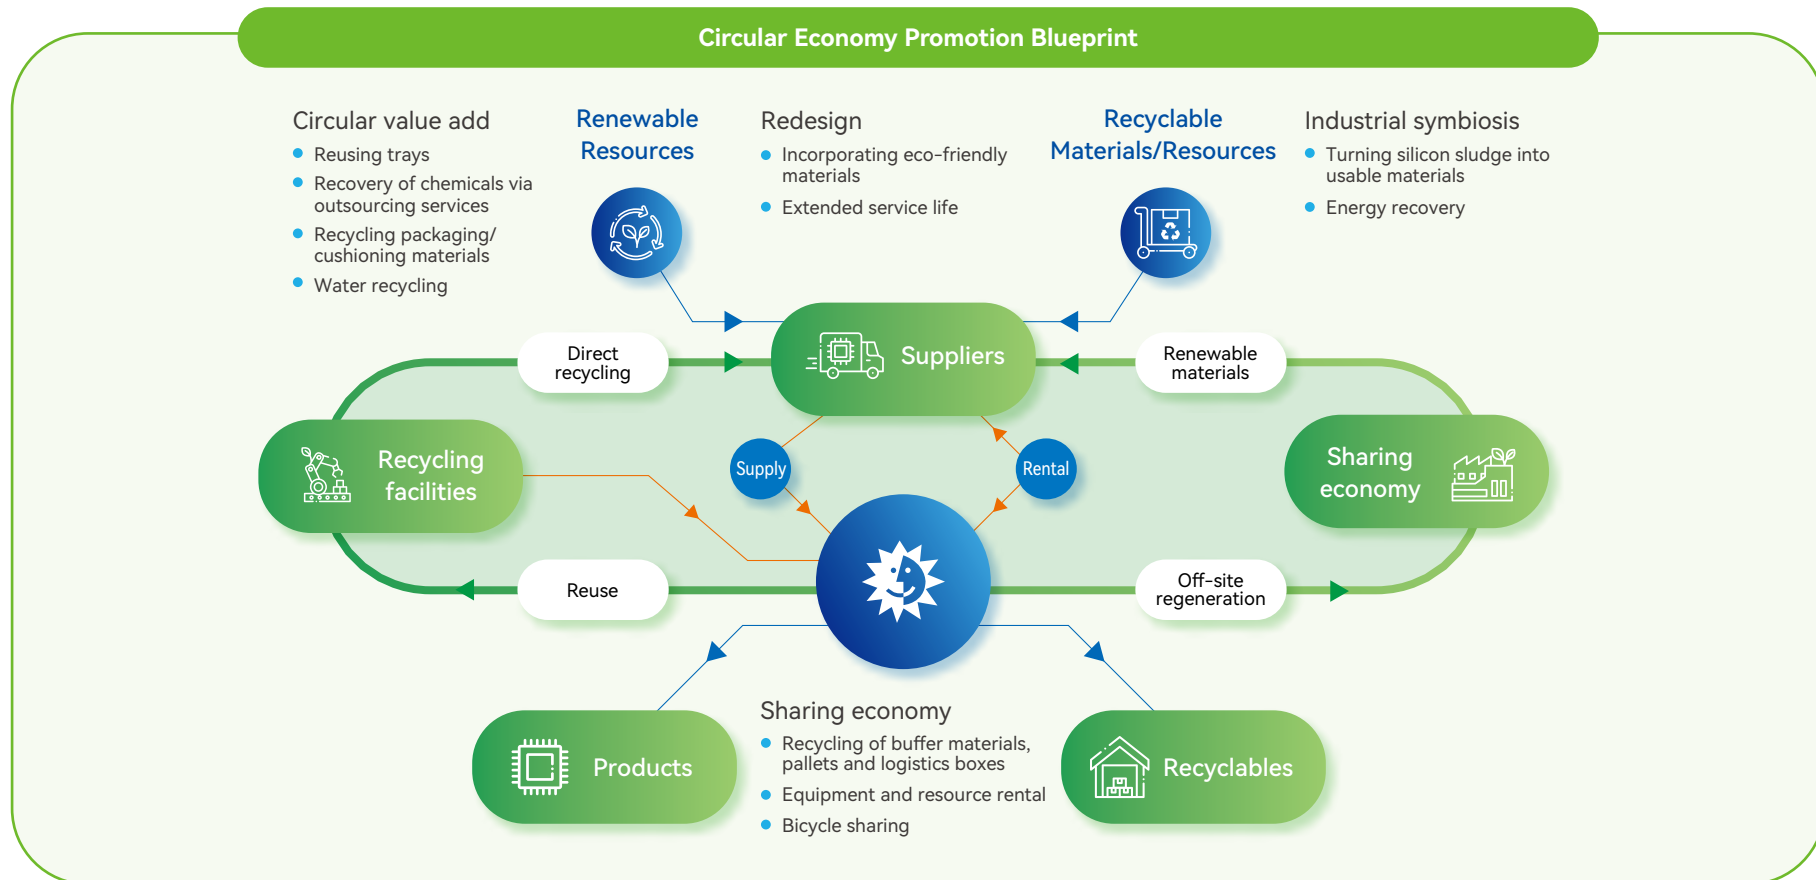 Circular Economy Promotion Blueprint
Circular value add
Reusing trays
Recovery of chemicals via
outsourcing services
Recycling packaging/
cushioning materials
Water recycling
Renewable
Resources
Redesign
Incorporating eco-friendly
materials
Extended service life
Recyclable
Materials/Resources
Industrial symbiosis
Turning silicon sludge into
usable materials
Energy recovery
Direct
recycling
Suppliers
Renewable
materials
Recycling
facilities
Supply
Rental
Sharing
economy
Reuse
Off-site
regeneration
Products
Sharing economy
Recycling of buffer materials,
pallets and logistics boxes
Equipment and resource rental
Bicycle sharing
Recyclables